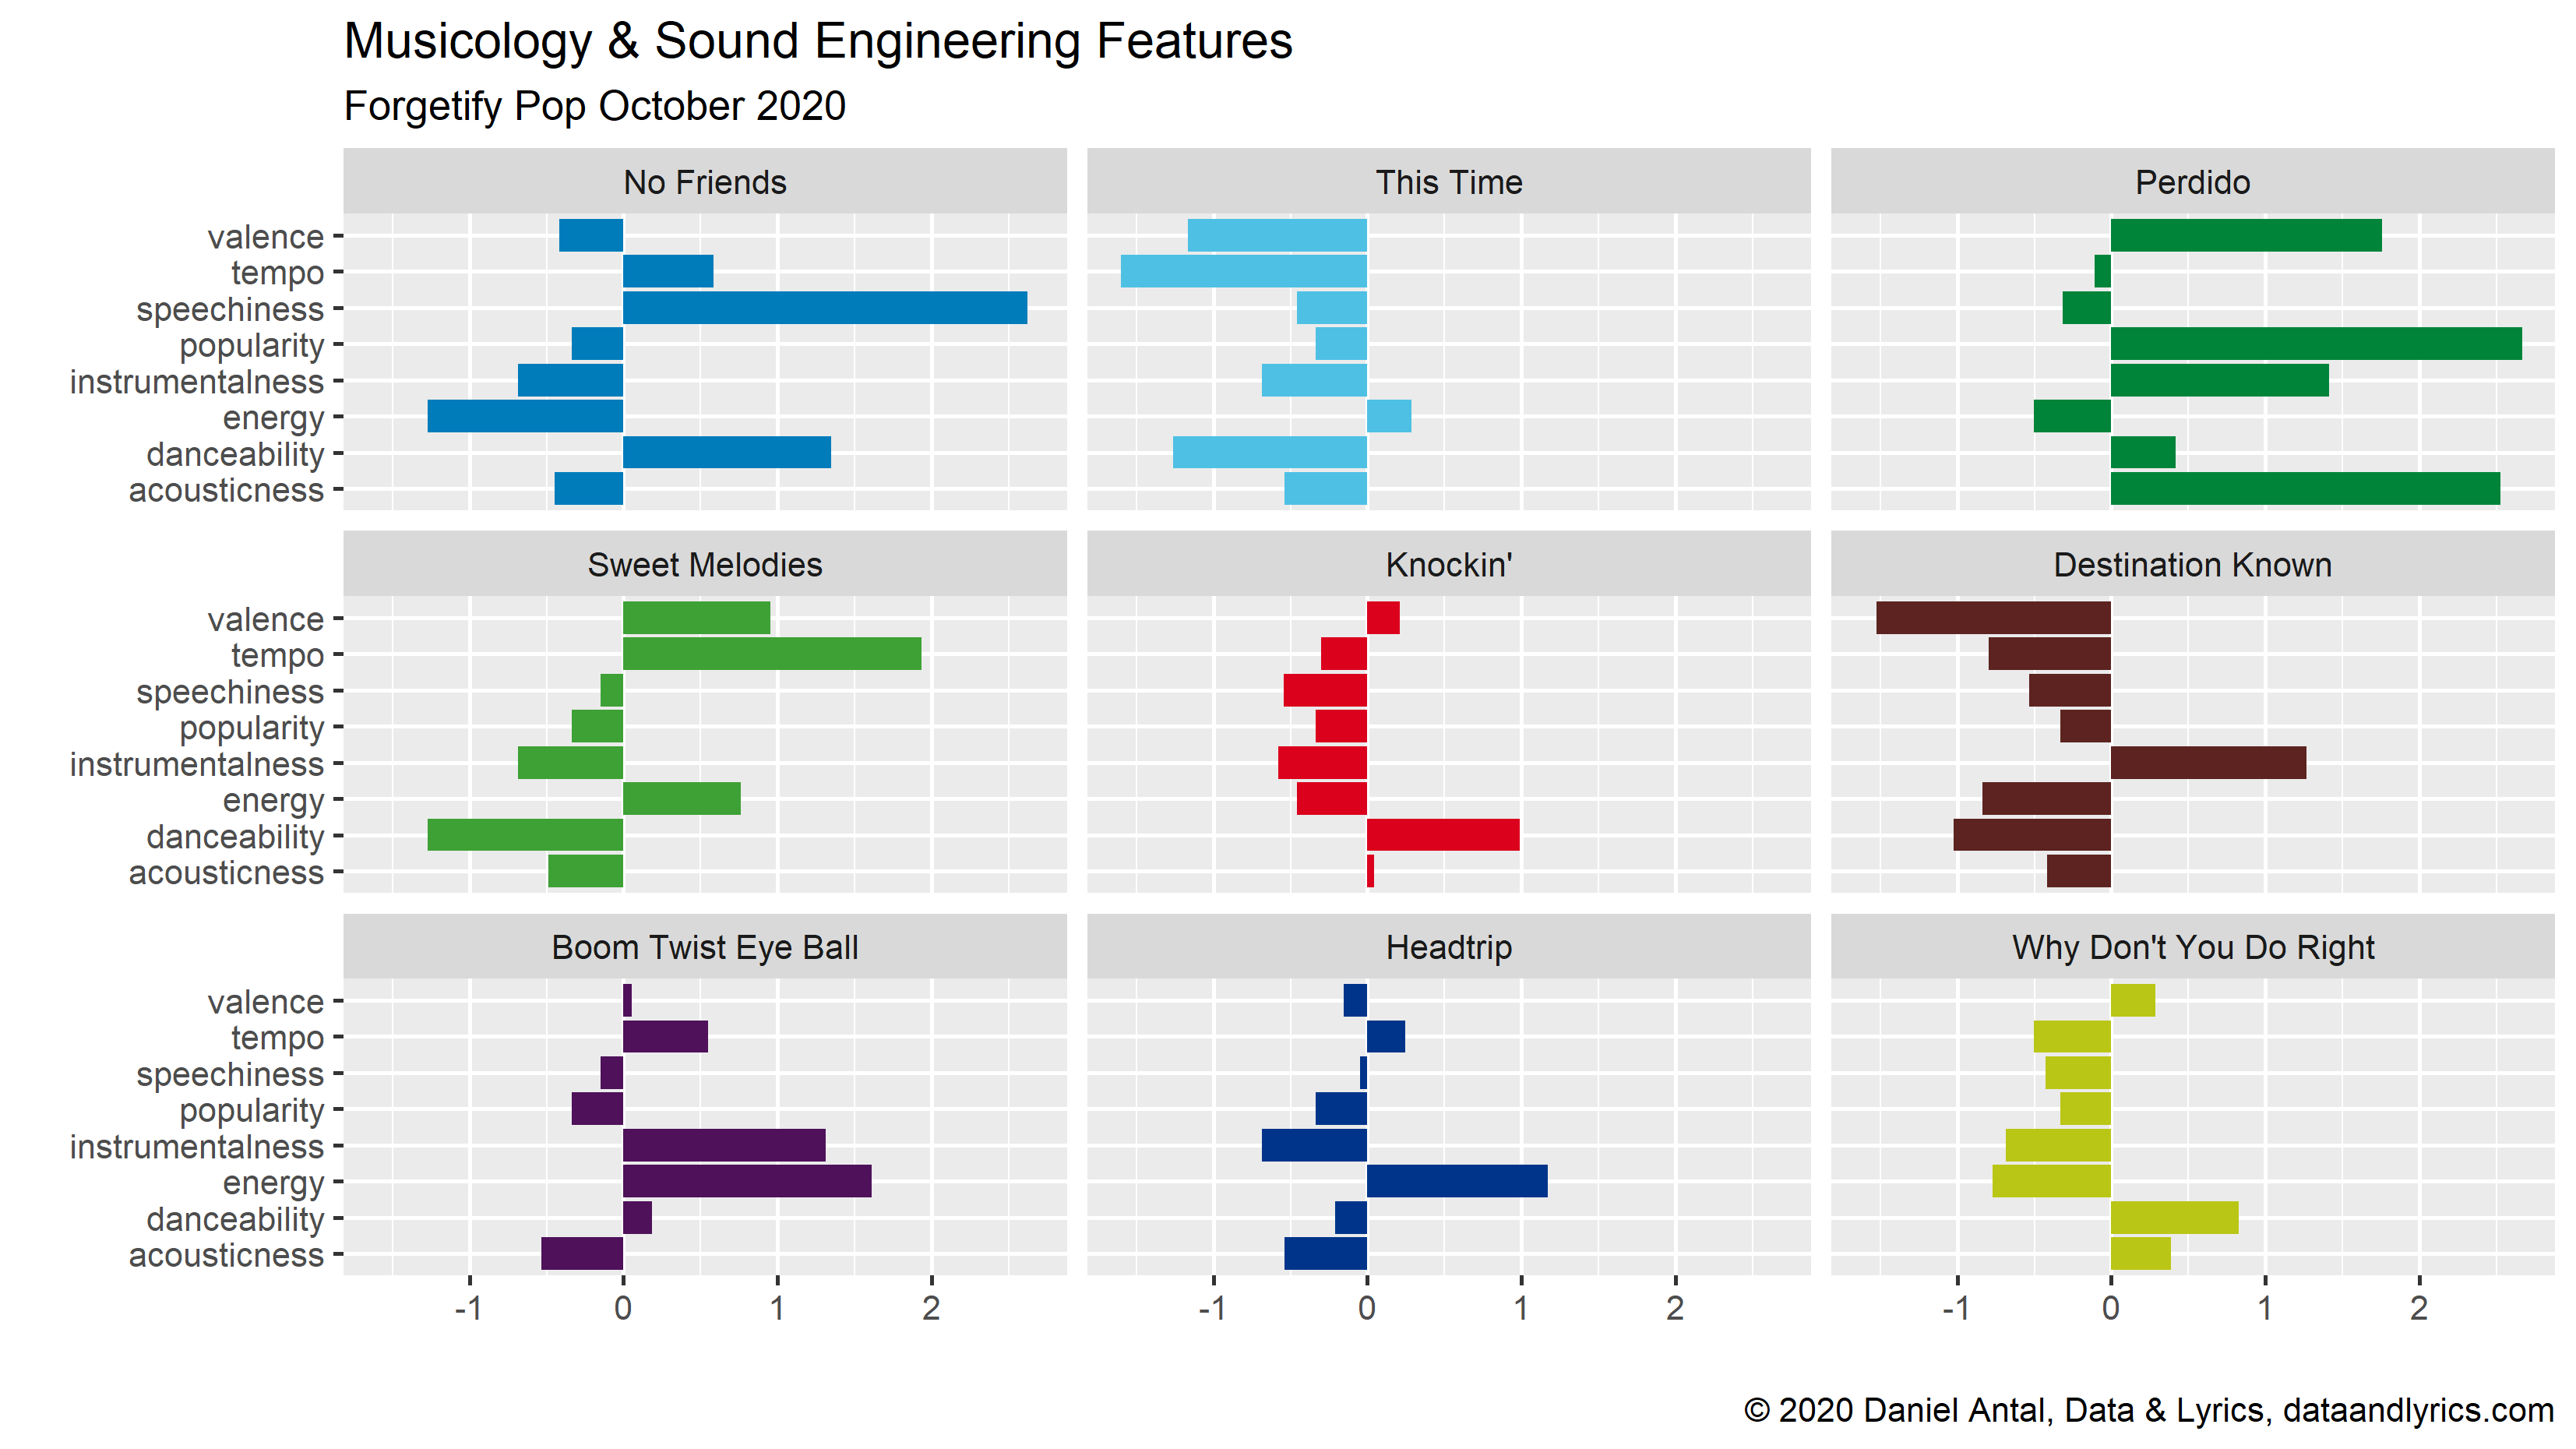 Musicology & Sound Engineering Features
Forgetify Pop October 2020
No Friends
This Time
Perdido
valence
tempo
speechiness
popularity
instrumentalness
energy
danceability
acousticness
Sweet Melodies
Knockin'
Destination Known
valence
tempo
speechiness
popularity
instrumentalness
energy
danceability
acousticness
Boom Twist Eye Ball
Headtrip
Why Don't You Do Right
valence
tempo
speechiness
popularity
instrumentalness
energy
danceability
acousticness
-1 0 1 2
-1 0 1 2
-1 0 1 2
© 2020 Daniel Antal, Data & Lyrics, dataandlyrics.com